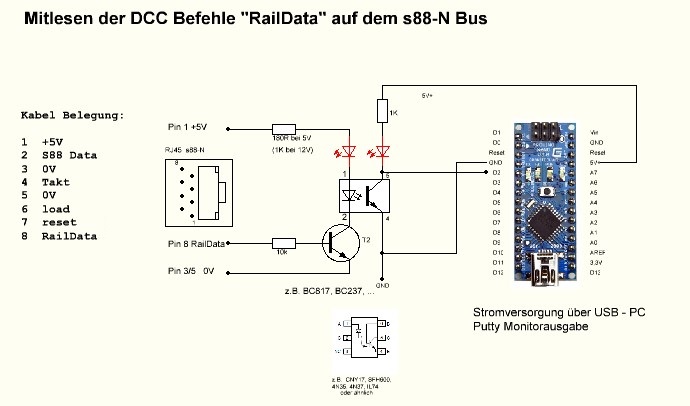 Mitlesen der DCC Befehle "RailData" auf dem s88-N Bus
Kabel Belegung:
1 +5V
2 S88 Data
3 0V
4 Takt
5 0V
6 load
7 reset
8 RailData
Pin 1 +5V
180R bei 5V
(1K bei 12V)
RJ45 s88-N
8
1
Pin 8 RailData
10k
Pin 3/5 0V
T2
z.B. BC817, BC237, ...
1
2
5
4
1K
5V+
GND
D1
D0
Reset
GND
D2
D3
D4
D5
D6
D7
D8
D9
D10
D11
D12
Vin
GND
Reset
5V
A7
A6
A5
A4
A3
A2
A1
A0
AREF
3.3V
D13
Stromversorgung über USB - PC
Putty Monitorausgabe
z.B. CNY17, SFH600,
4N35, 4N37, IL74
oder ähnlich